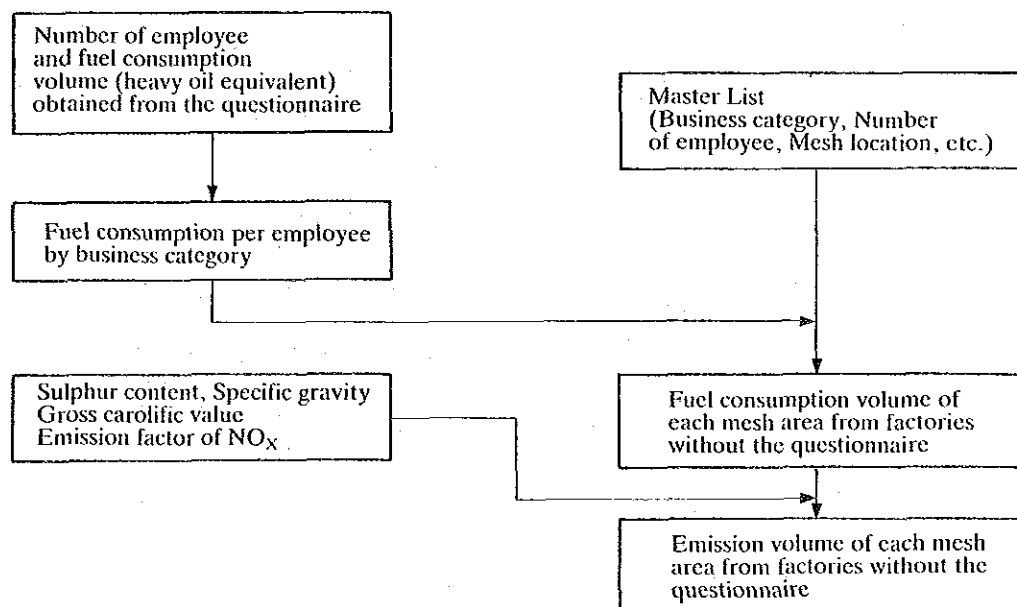 Number of employee
and fuel consumption
volume (heavy oil equivalent)
obtained from the questionnaire
Master List
(Business category, Number
of employee, Mesh location, etc.)
Fuel consumption per employee
by business category
Sulphur content, Specific gravity
Gross carolific value
Emission factor of NOX
Fuel consumption volume of
each mesh area from factories
without the questionnaire
Emission volume of each mesh
area from factories without the
questionnaire